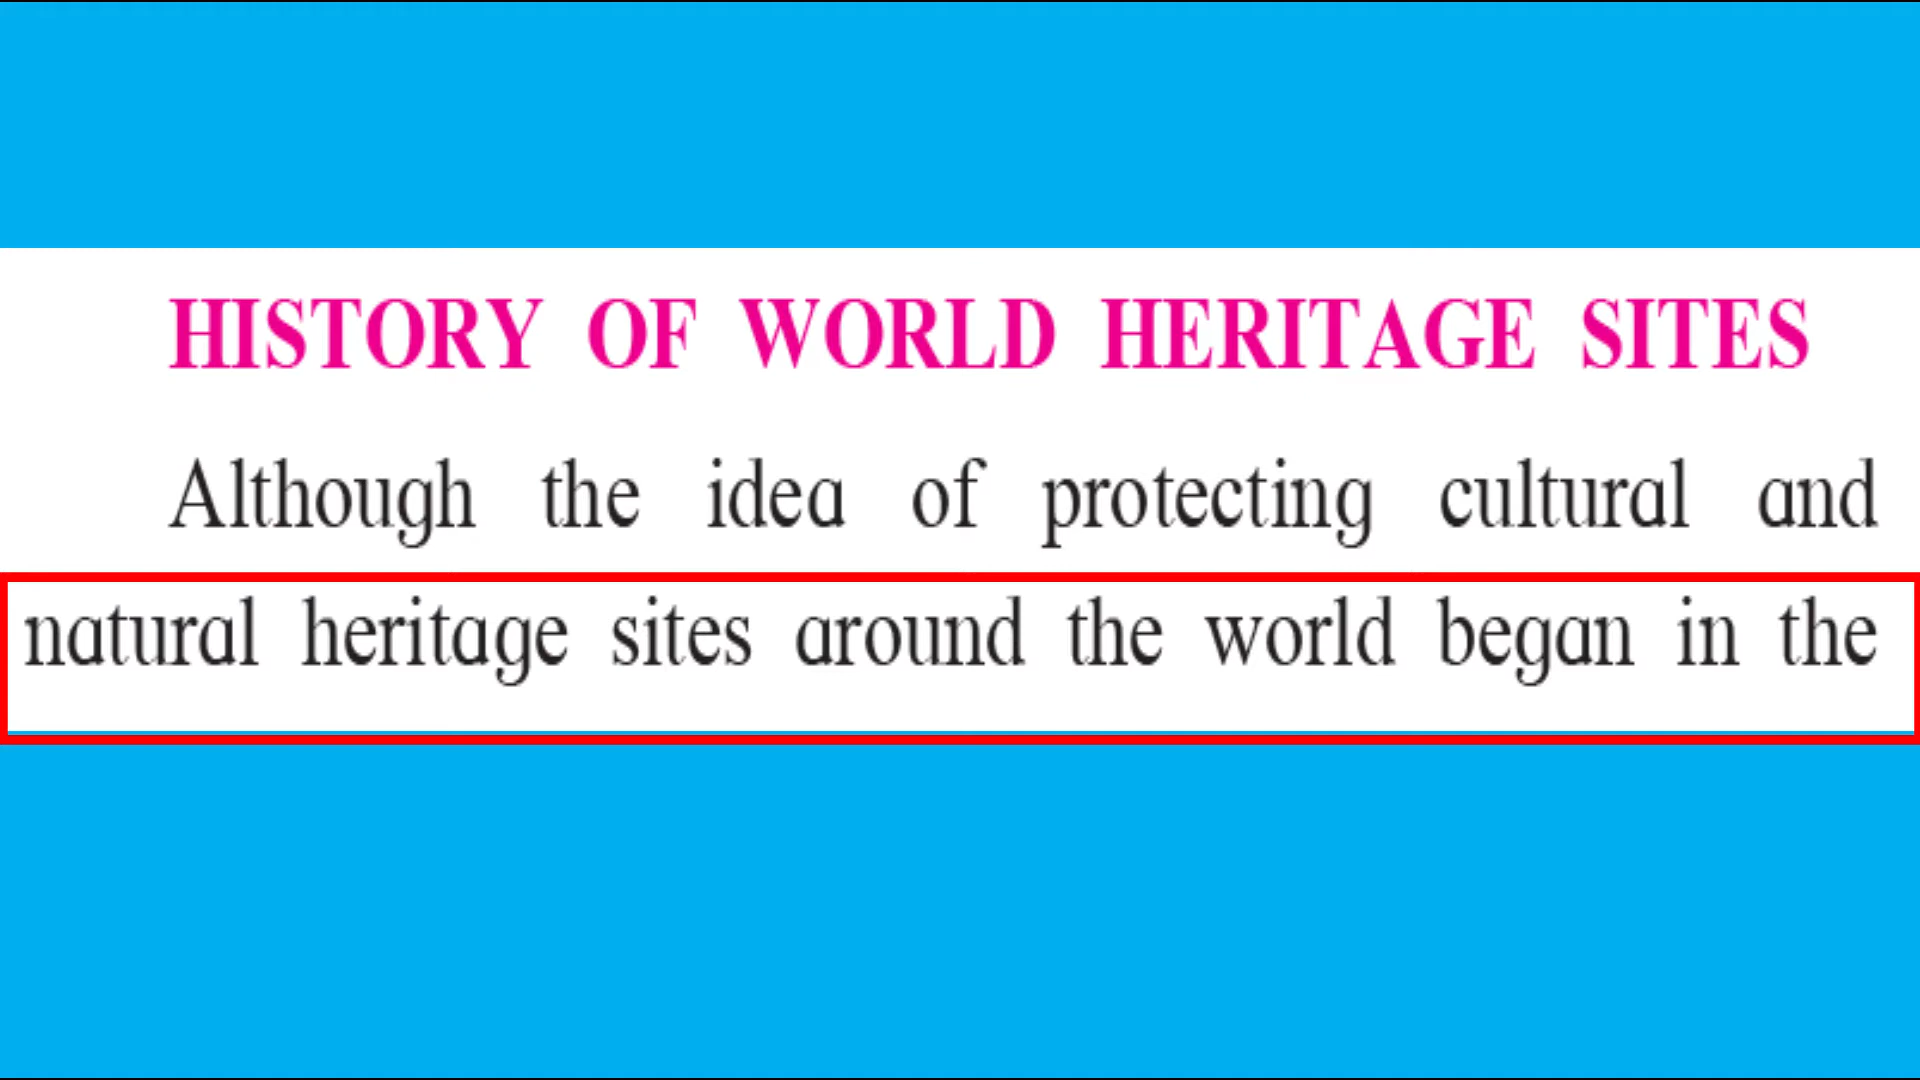 HISTORY OF WORLD HERITAGE SITES
Although the idea of protecting cultural and
natural heritage sites around the world began in the